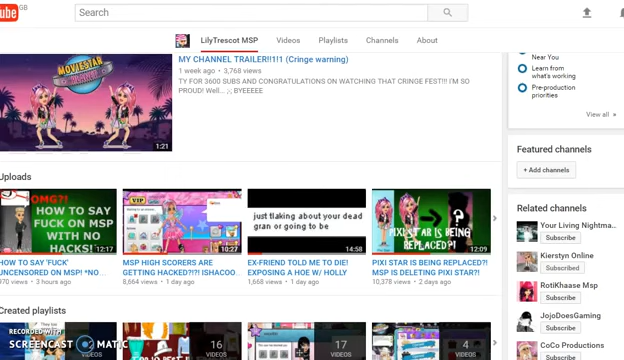 ube GB
Search
LilyTrescot MSP
Videos
Playlists
Channels
About
MOVIESTAR
PLANET
1:21
MY CHANNEL TRAILER!!1!1 (Cringe warning)
1 week ago • 3,768 views
TY FOR 3600 SUBS AND CONGRATULATIONS ON WATCHING THAT CRINGE FEST!!! I'M SO
PROUD! Well... ;-; BYEEEEE
Near You
Learn from
what's working
Pre-production
priorities
View all »
Featured channels
+ Add channels
Uploads
OMG?!
HOW TO SAY
FUCK ON MSP
WITH NO
HACKS!
12:17
HOW TO SAY 'FUCK'
UNCENSORED ON MSP! *NO...
970 views • 3 hours ago
VIP
10:27
MSP HIGH SCORERS ARE
GETTING HACKED?!?! ISHACOO...
8,664 views • 1 day ago
just tlaking about your dead
gran or going to be
14:58
EX-FRIEND TOLD ME TO DIE!
EXPOSING A HOE W/ HOLLY
1,668 views • 1 day ago
PIXI STAR IS BEING
REPLACED?!
12:09
PIXI STAR IS BEING REPLACED?!
MSP IS DELETING PIXI STAR?!
10,378 views • 2 days ago
Related channels
Your Living Nightma...
Subscribe
Kierstyn Online
Subscribed
RotiKhaase Msp
Subscribe
JojoDoesGaming
Subscribe
CoCo Productions
Subscribe
Created playlists
VIDEOS
16
VIDEOS
17
VIDEOS
4
VIDEOS
RECORDED WITH
SCREENCAST MATIC